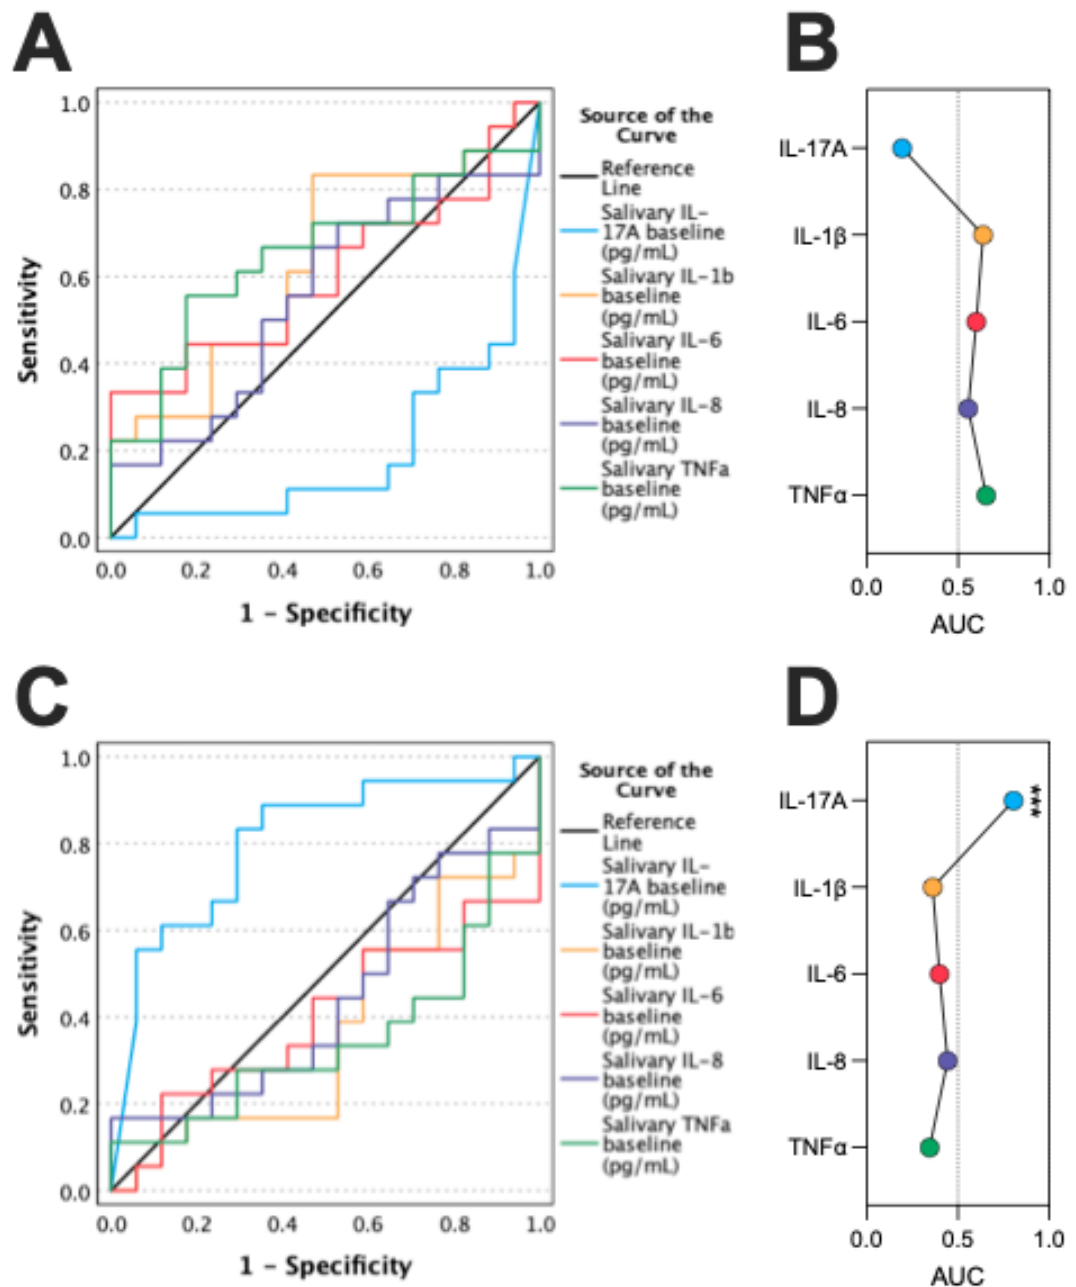 A
B
1.0
0.8
0.6
0.4
0.2
0.0
Sensitivity
0.0 0.2 0.4 0.6 0.8 1.0
1 – Specificity
Source of the
Curve
Reference
Line
Salivary IL–
17A baseline
(pg/mL)
Salivary IL–1b
baseline
(pg/mL)
Salivary IL–6
baseline
(pg/mL)
Salivary IL–8
baseline
(pg/mL)
Salivary TNFa
baseline
(pg/mL)
IL-17A
IL-1β
IL-6
IL-8
TNFα
0.0 0.5 1.0
AUC
C
D
1.0
0.8
0.6
0.4
0.2
0.0
Sensitivity
0.0 0.2 0.4 0.6 0.8 1.0
1 – Specificity
Source of the
Curve
Reference
Line
Salivary IL–
17A baseline
(pg/mL)
Salivary IL–1b
baseline
(pg/mL)
Salivary IL–6
baseline
(pg/mL)
Salivary IL–8
baseline
(pg/mL)
Salivary TNFa
baseline
(pg/mL)
IL-17A
***
IL-1β
IL-6
IL-8
TNFα
0.0 0.5 1.0
AUC